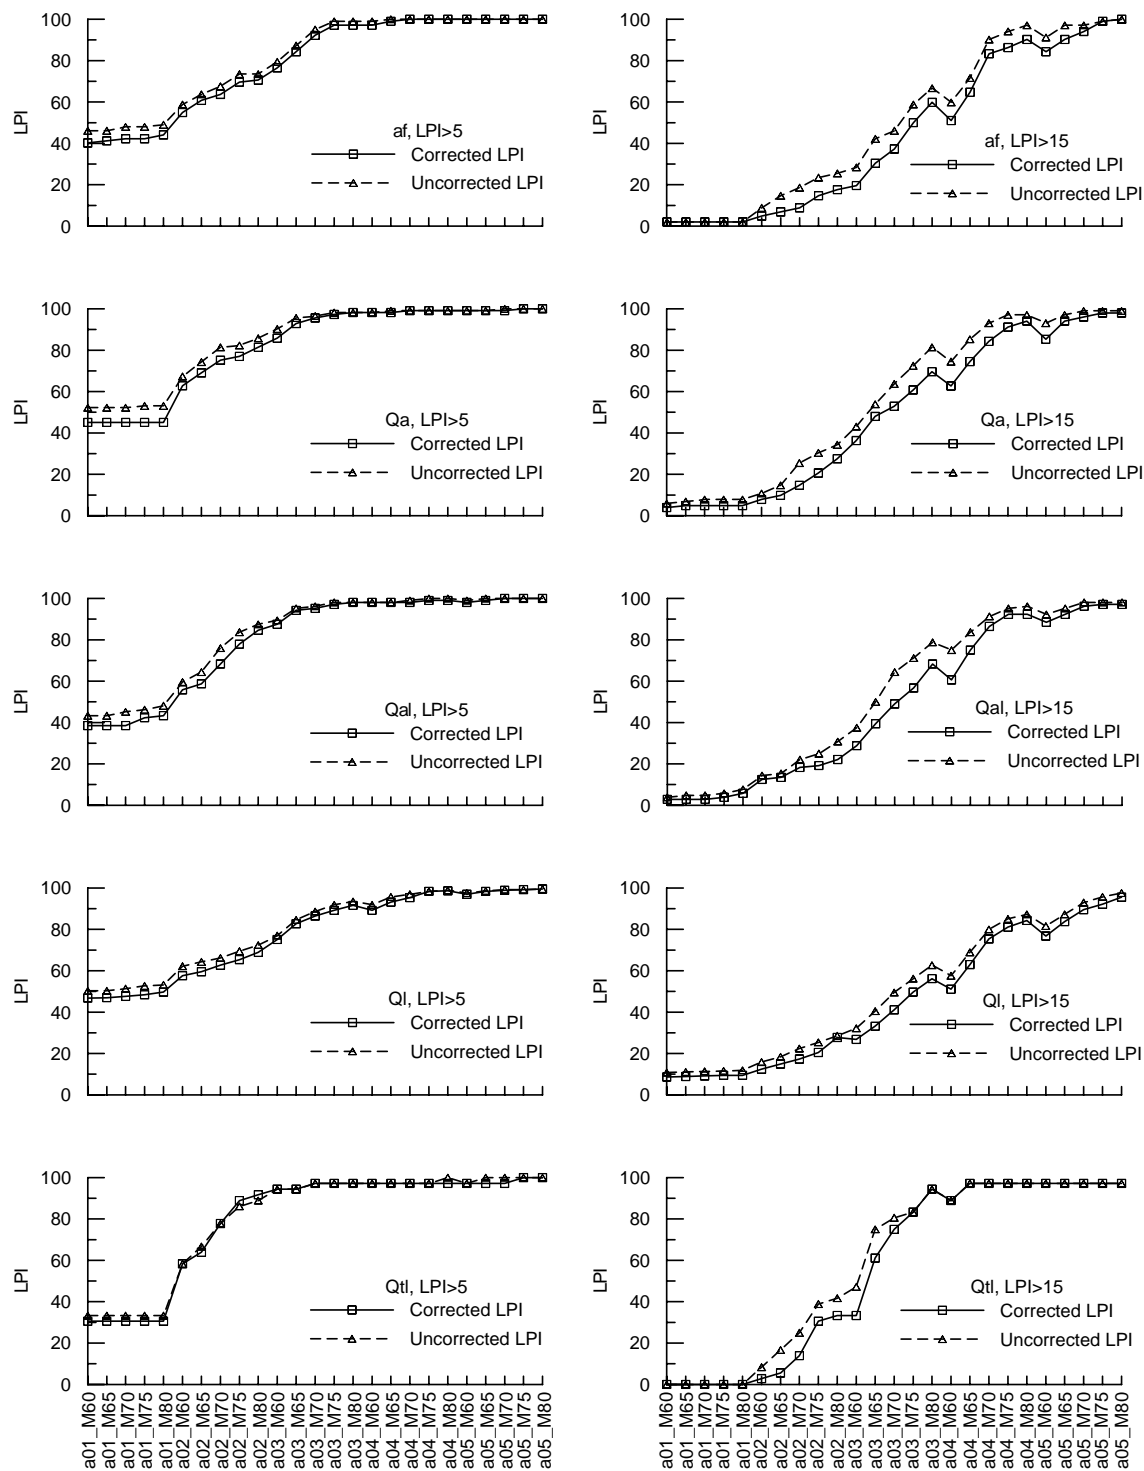 100
80
60
40
20
0
LPI
af, LPI>5
Corrected LPI
Uncorrected LPI
100
80
60
40
20
0
LPI
af, LPI>15
Corrected LPI
Uncorrected LPI
100
80
60
40
20
0
LPI
Qa, LPI>5
Corrected LPI
Uncorrected LPI
100
80
60
40
20
0
LPI
Qa, LPI>15
Corrected LPI
Uncorrected LPI
100
80
60
40
20
0
LPI
Qal, LPI>5
Corrected LPI
Uncorrected LPI
100
80
60
40
20
0
LPI
Qal, LPI>15
Corrected LPI
Uncorrected LPI
100
80
60
40
20
0
LPI
Ql, LPI>5
Corrected LPI
Uncorrected LPI
100
80
60
40
20
0
LPI
Ql, LPI>15
Corrected LPI
Uncorrected LPI
100
80
60
40
20
0
LPI
Qtl, LPI>5
Corrected LPI
Uncorrected LPI
a01_M60
a01_M65
a01_M70
a01_M75
a01_M80
a02_M60
a02_M65
a02_M70
a02_M75
a02_M80
a03_M60
a03_M65
a03_M70
a03_M75
a03_M80
a04_M60
a04_M65
a04_M70
a04_M75
a04_M80
a05_M60
a05_M65
a05_M70
a05_M75
a05_M80
100
80
60
40
20
0
LPI
Qtl, LPI>15
Corrected LPI
Uncorrected LPI
a01_M60
a01_M65
a01_M70
a01_M75
a01_M80
a02_M60
a02_M65
a02_M70
a02_M75
a02_M80
a03_M60
a03_M65
a03_M70
a03_M75
a03_M80
a04_M60
a04_M65
a04_M70
a04_M75
a04_M80
a05_M60
a05_M65
a05_M70
a05_M75
a05_M80